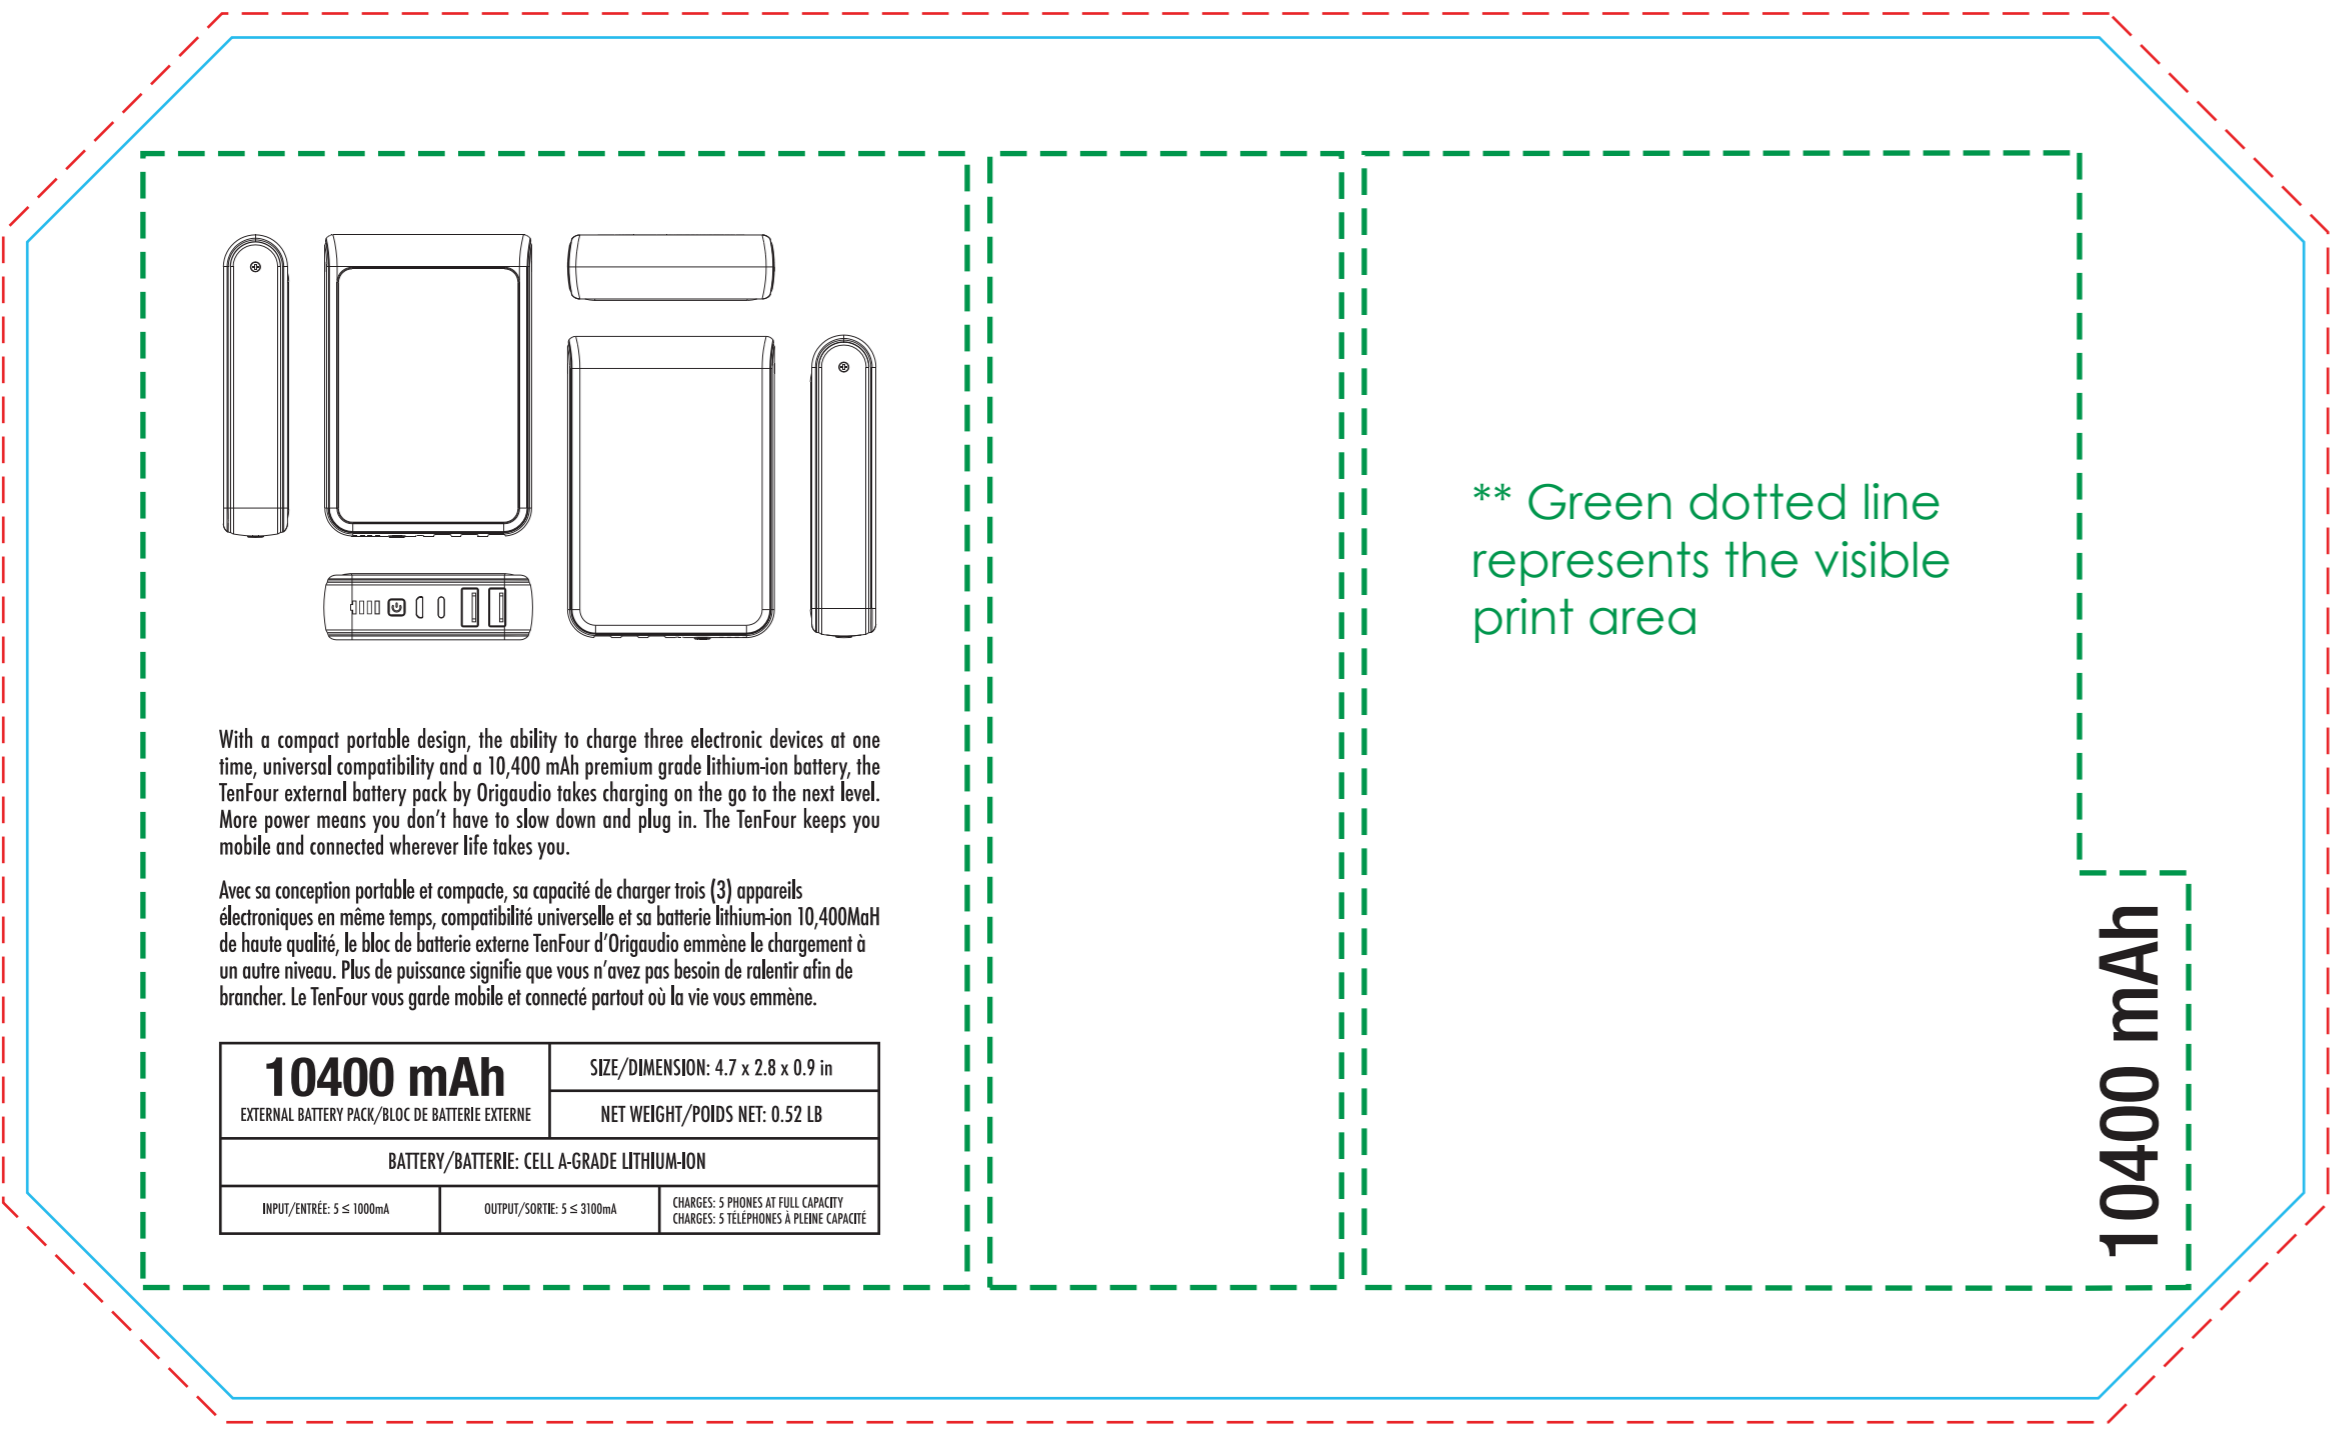 With a compact portable design, the ability to charge three electronic devices at one
time, universal compatibility and a 10,400 mAh premium grade lithium-ion battery, the
TenFour external battery pack by Origaudio takes charging on the go to the next level.
More power means you don’t have to slow down and plug in. The TenFour keeps you
mobile and connected wherever life takes you.
Avec sa conception portable et compacte, sa capacité de charger trois (3) appareils
électroniques en même temps, compatibilité universelle et sa batterie lithium-ion 10,400MaH
de haute qualité, le bloc de batterie externe TenFour d’Origaudio emmène le chargement à
un autre niveau. Plus de puissance signifie que vous n’avez pas besoin de ralentir afin de
brancher. Le TenFour vous garde mobile et connecté partout où la vie vous emmène.
10400 mAh
EXTERNAL BATTERY PACK/BLOC DE BATTERIE EXTERNE
SIZE/DIMENSION: 4.7 x 2.8 x 0.9 in
NET WEIGHT/POIDS NET: 0.52 LB
BATTERY/BATTERIE: CELL A-GRADE LITHIUM-ION
INPUT/ENTRÉE: 5 ≤ 1000mA
OUTPUT/SORTIE: 5 ≤ 3100mA
CHARGES: 5 PHONES AT FULL CAPACITY
CHARGES: 5 TÉLÉPHONES À PLEINE CAPACITÉ
** Green dotted line
represents the visible
print area
10400 mAh